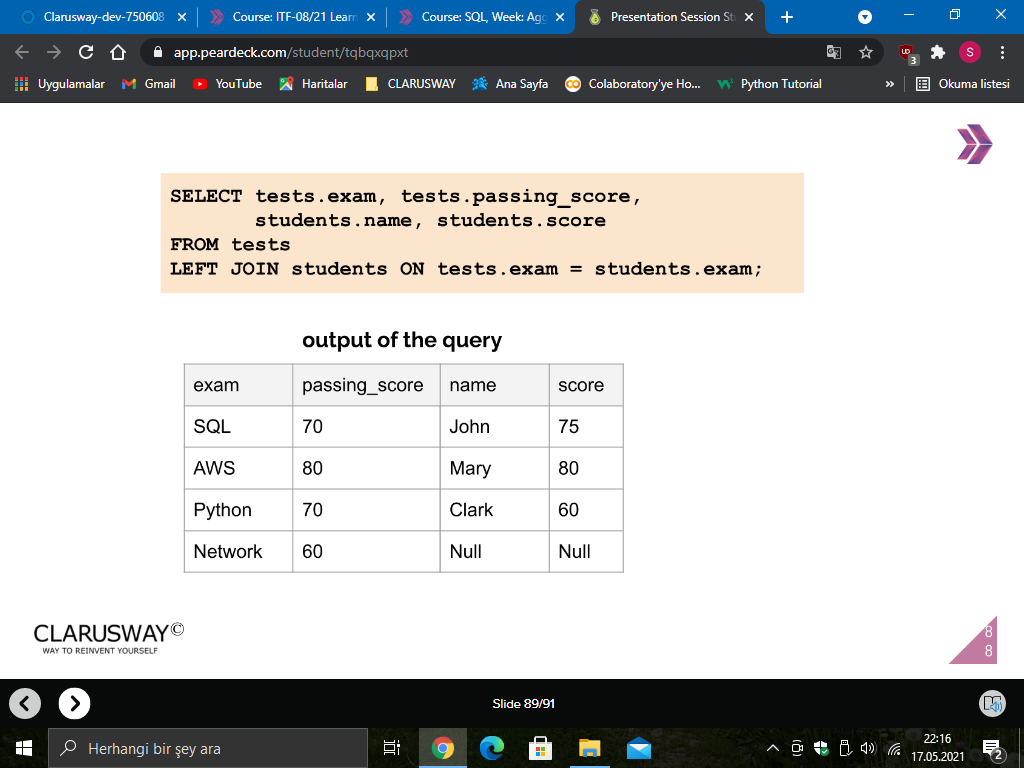 Clarusway-dev-750608
Course: ITF-08/21 Learn
Course: SQL, Week: Agg
Presentation Session St
app.peardeck.com/student/tqbqxqpxt
UD
3
S
Uygulamalar
Gmail
YouTube
Haritalar
CLARUSWAY
Ana Sayfa
CO
Colaboratory'ye Ho...
Python Tutorial
»
Okuma listesi
SELECT tests.exam, tests.passing_score,
students.name, students.score
FROM tests
LEFT JOIN students ON tests.exam = students.exam;
output of the query
exam passing_score name score
SQL 70 John 75
AWS 80 Mary 80
Python 70 Clark 60
Network 60 Null Null
CLARUSWAY©
WAY TO REINVENT YOURSELF
8
8
Slide 89/91
Herhangi bir şey ara
22:16
17.05.2021
2